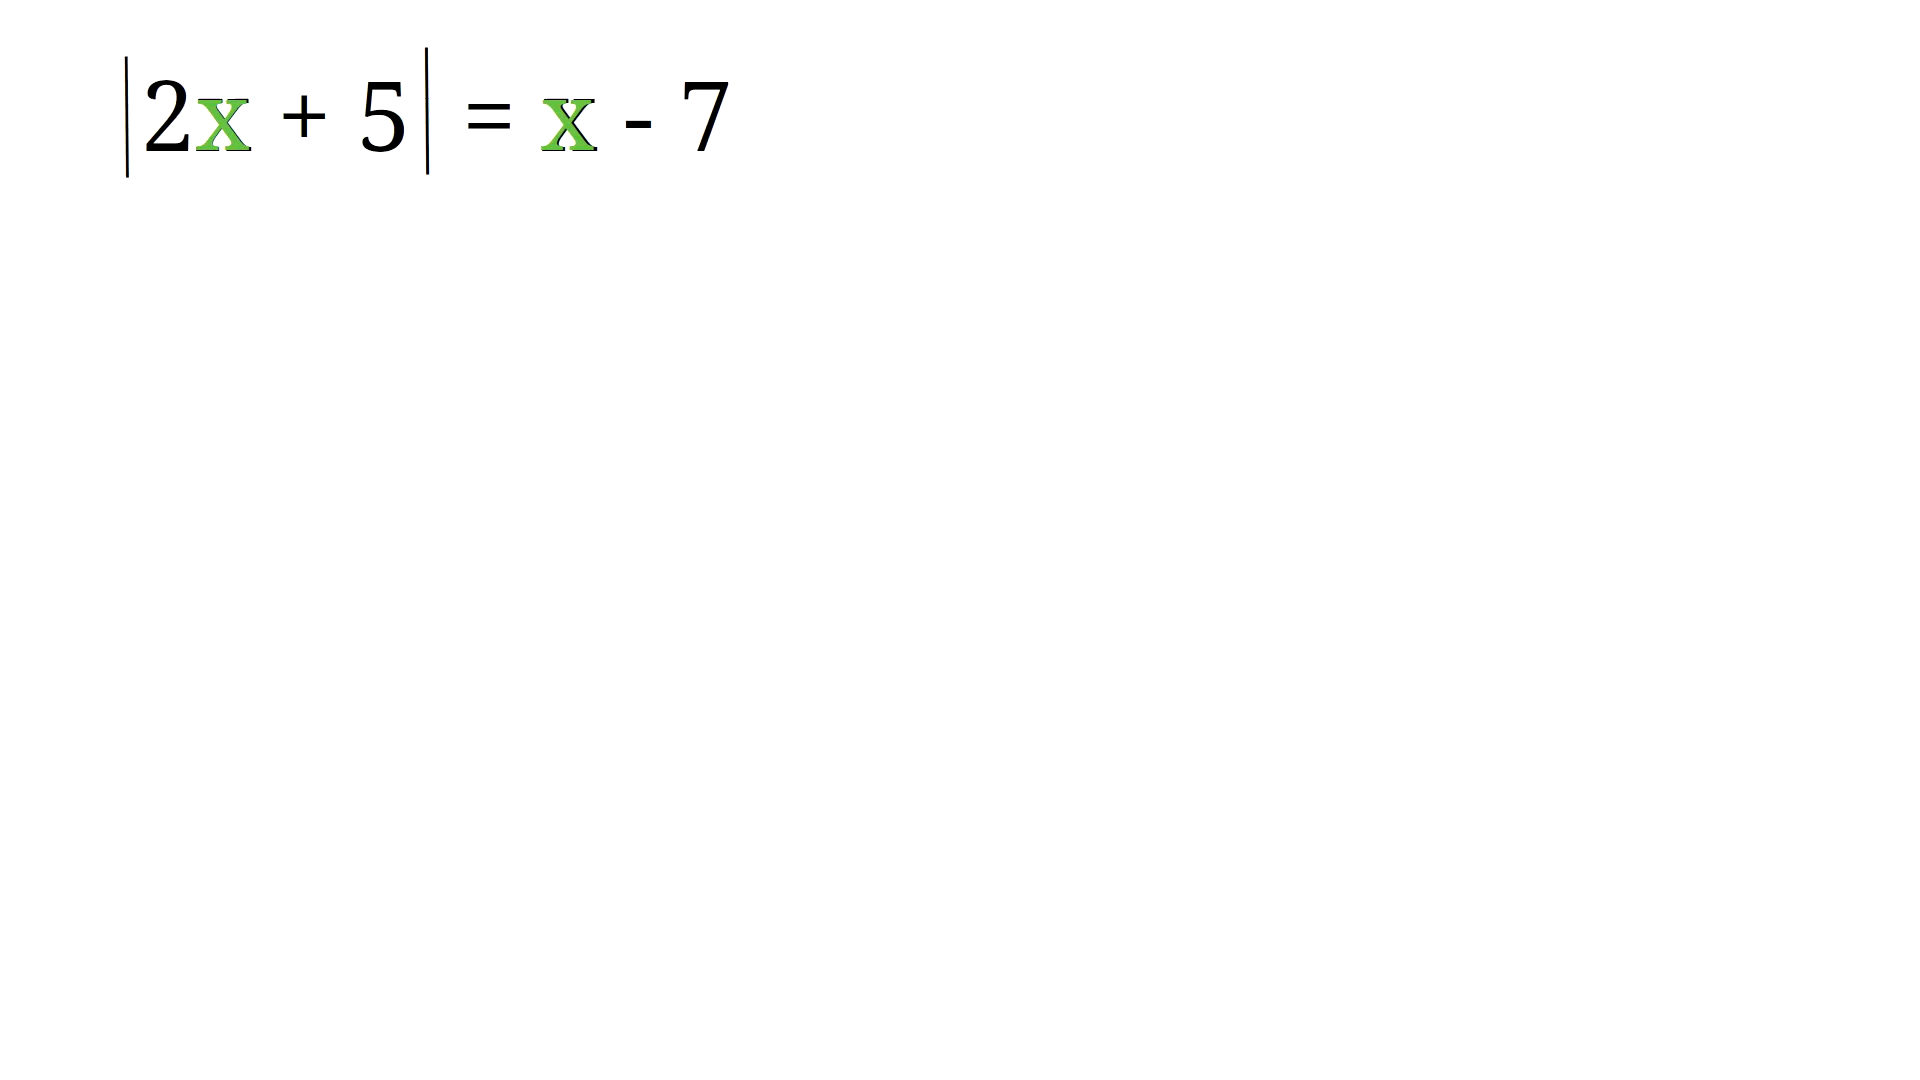 |2x + 5| = x - 7